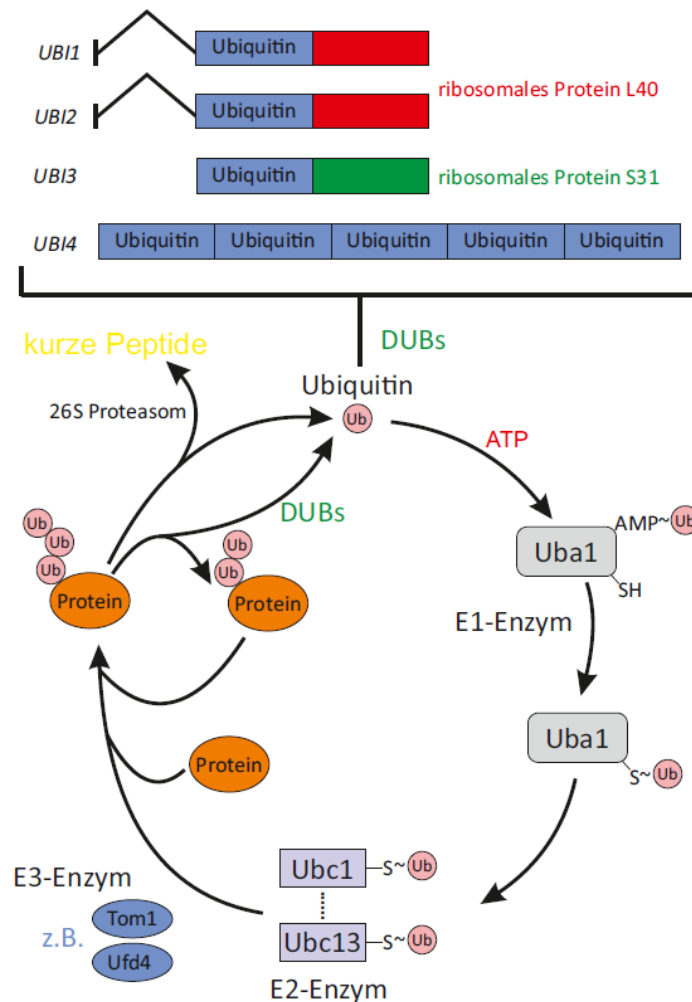 UBI1 Ubiquitin
ribosomales Protein L40
UBI2 Ubiquitin
UBI3 Ubiquitin ribosomales Protein S31
UBI4 Ubiquitin Ubiquitin Ubiquitin Ubiquitin Ubiquitin
kurze Peptide
DUBs
Ubiquitin
26S Proteasom
Ub
ATP
DUBs
Ub
Ub
Ub
Protein
Ub
Ub
Protein
AMP~Ub
Uba1
SH
E1-Enzym
Uba1
S~Ub
Protein
E3-Enzym
z.B.
Tom1
Ufd4
Ubc1 S~Ub
Ubc13 S~Ub
E2-Enzym